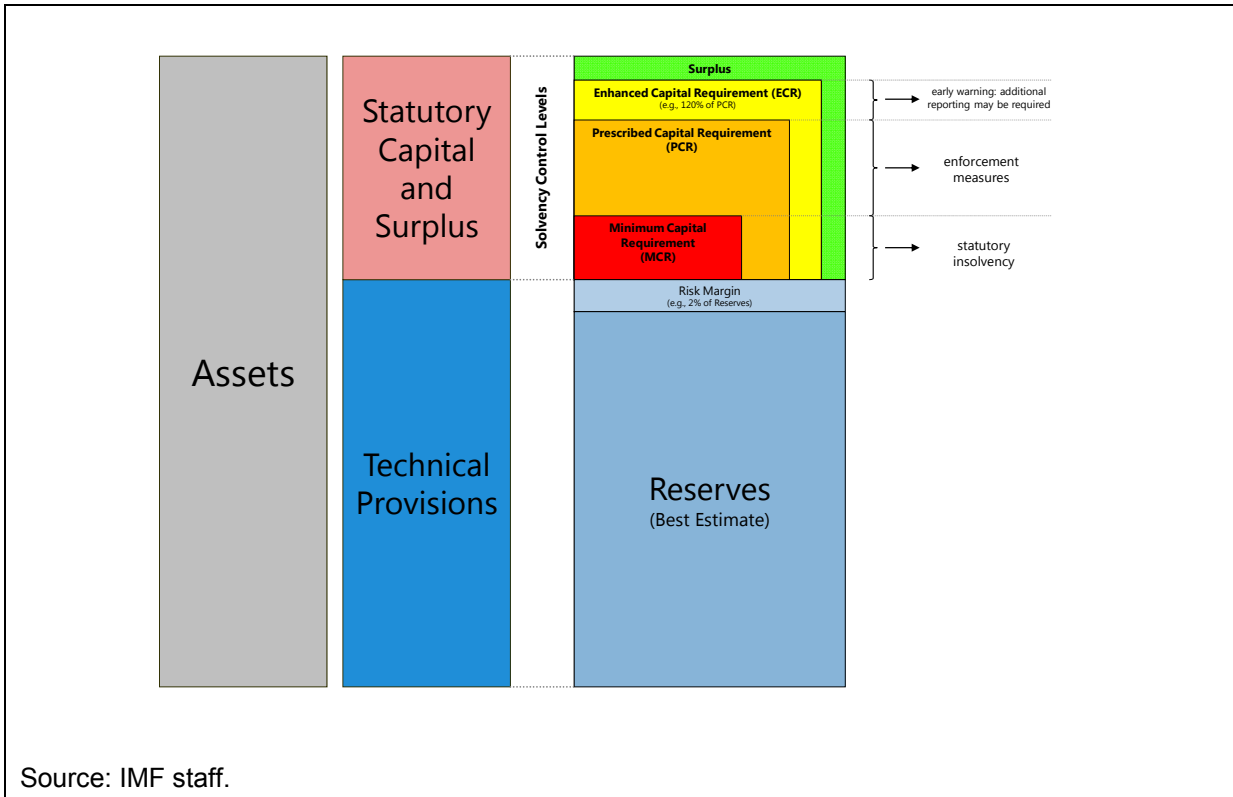 Assets
Statutory
Capital
and
Surplus
Technical
Provisions
Solvency Control Levels
Surplus
Enhanced Capital Requirement (ECR)
(e.g., 120% of PCR)
Prescribed Capital Requirement
(PCR)
Minimum Capital
Requirement
(MCR)
Risk Margin
(e.g., 2% of Reserves)
Reserves
(Best Estimate)
early warning: additional
reporting may be required
enforcement
measures
statutory
insolvency
Source: IMF staff.